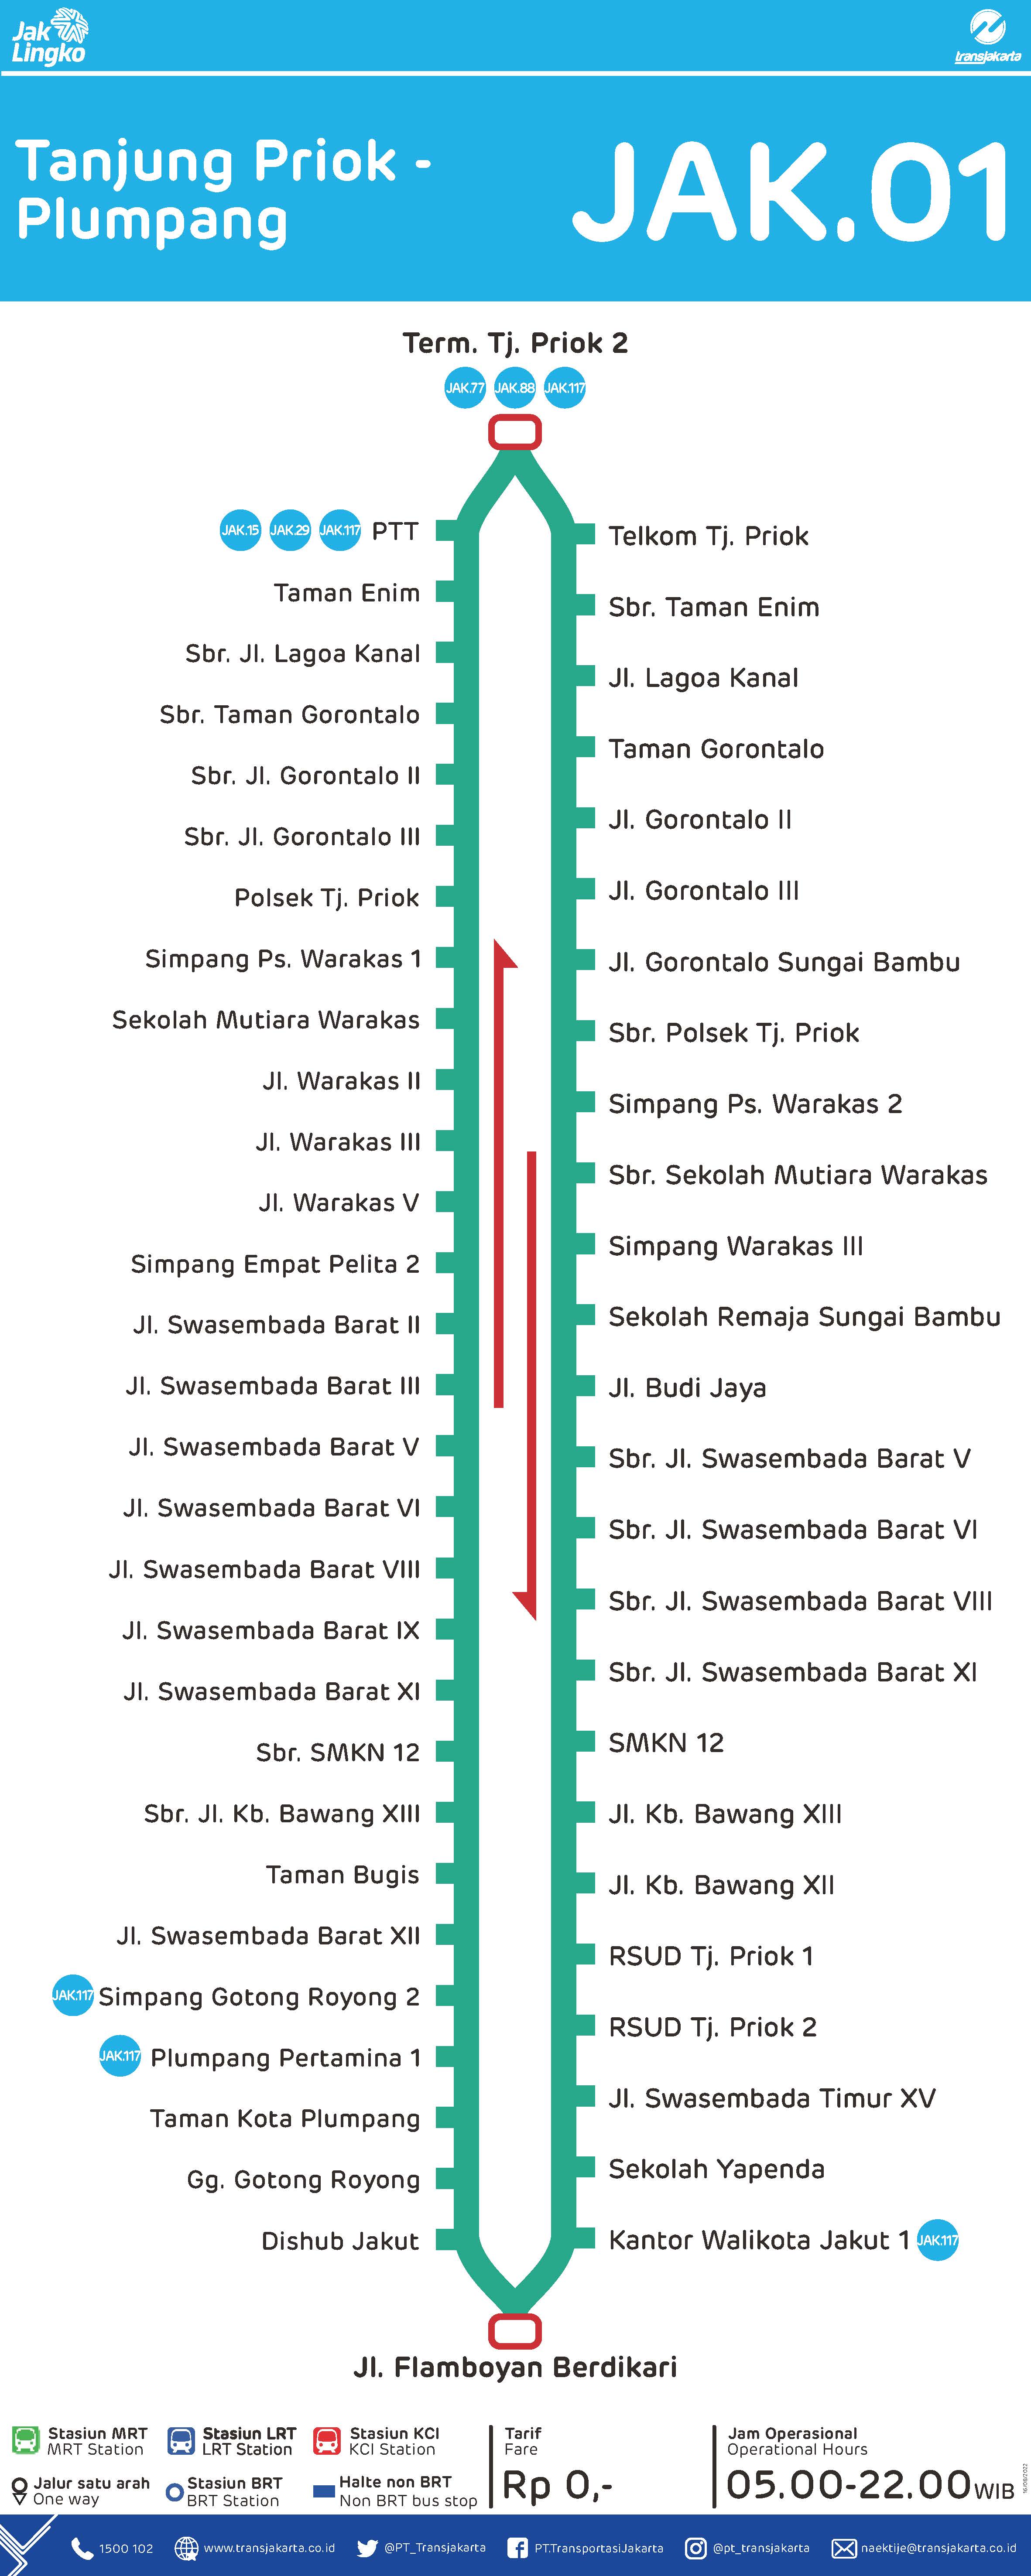 Jak
Lingko
transjakarta
Tanjung Priok -
Plumpang
JAK.01
Term. Tj. Priok 2
JAK.77 JAK.88 JAK.117
JAK.15 JAK.29 JAK.117 PTT
Taman Enim
Sbr. Jl. Lagoa Kanal
Sbr. Taman Gorontalo
Sbr. Jl. Gorontalo II
Sbr. Jl. Gorontalo III
Polsek Tj. Priok
Simpang Ps. Warakas 1
Sekolah Mutiara Warakas
Jl. Warakas II
Jl. Warakas III
Jl. Warakas V
Simpang Empat Pelita 2
Jl. Swasembada Barat II
Jl. Swasembada Barat III
Jl. Swasembada Barat V
Jl. Swasembada Barat VI
Jl. Swasembada Barat VIII
Jl. Swasembada Barat IX
Jl. Swasembada Barat XI
Sbr. SMKN 12
Sbr. Jl. Kb. Bawang XIII
Taman Bugis
Jl. Swasembada Barat XII
JAK.117 Simpang Gotong Royong 2
JAK.117 Plumpang Pertamina 1
Taman Kota Plumpang
Gg. Gotong Royong
Dishub Jakut
Telkom Tj. Priok
Sbr. Taman Enim
Jl. Lagoa Kanal
Taman Gorontalo
Jl. Gorontalo II
Jl. Gorontalo III
Jl. Gorontalo Sungai Bambu
Sbr. Polsek Tj. Priok
Simpang Ps. Warakas 2
Sbr. Sekolah Mutiara Warakas
Simpang Warakas III
Sekolah Remaja Sungai Bambu
Jl. Budi Jaya
Sbr. Jl. Swasembada Barat V
Sbr. Jl. Swasembada Barat VI
Sbr. Jl. Swasembada Barat VIII
Sbr. Jl. Swasembada Barat XI
SMKN 12
Jl. Kb. Bawang XIII
Jl. Kb. Bawang XII
RSUD Tj. Priok 1
RSUD Tj. Priok 2
Jl. Swasembada Timur XV
Sekolah Yapenda
Kantor Walikota Jakut 1 JAK.117
Jl. Flamboyan Berdikari
Stasiun MRT
MRT Station
Stasiun LRT
LRT Station
Stasiun KCI
KCI Station
Jalur satu arah
One way
Stasiun BRT
BRT Station
Halte non BRT
Non BRT bus stop
Tarif
Fare
Rp 0,-
Jam Operasional
Operational Hours
05.00-22.00 WIB
16/06/2022
1500 102
www.transjakarta.co.id
@PT_Transjakarta
PT.TransportasiJakarta
@pt_transjakarta
naektije@transjakarta.co.id